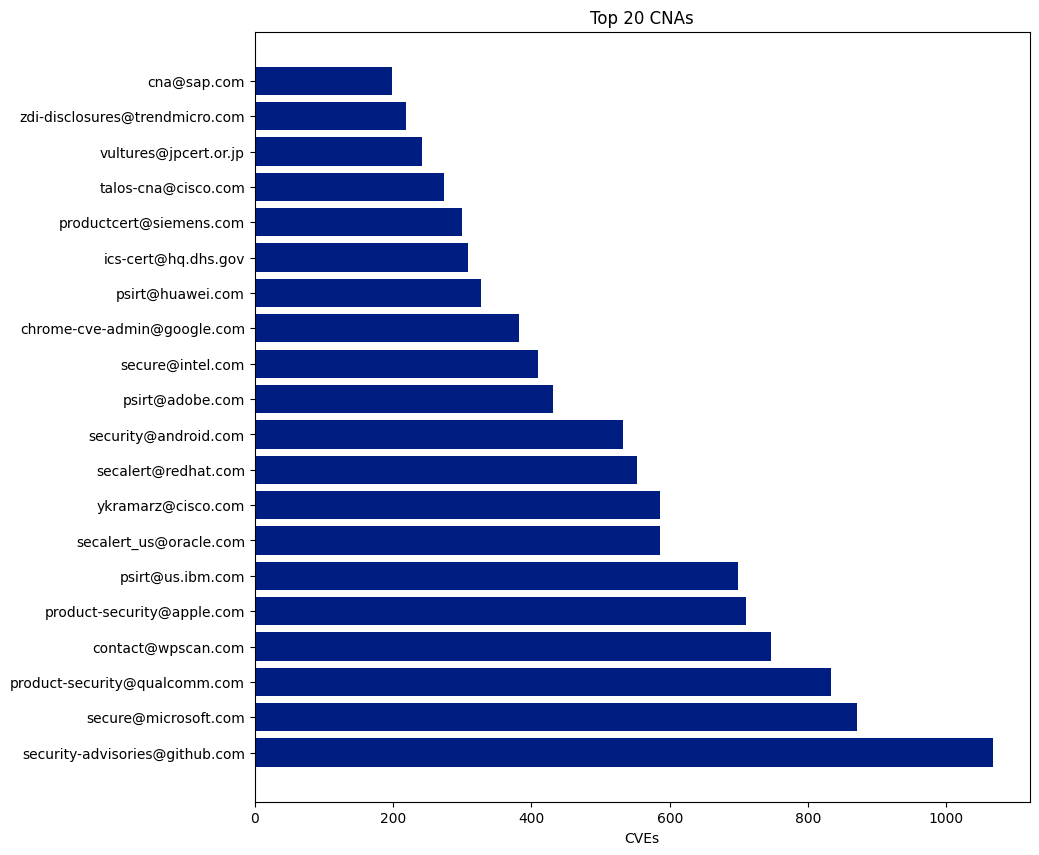 Top 20 CNAs
cna@sap.com
zdi-disclosures@trendmicro.com
vultures@jpcert.or.jp
talos-cna@cisco.com
productcert@siemens.com
ics-cert@hq.dhs.gov
psirt@huawei.com
chrome-cve-admin@google.com
secure@intel.com
psirt@adobe.com
security@android.com
secalert@redhat.com
ykramarz@cisco.com
secalert_us@oracle.com
psirt@us.ibm.com
product-security@apple.com
contact@wpscan.com
product-security@qualcomm.com
secure@microsoft.com
security-advisories@github.com
0 200 400 600 800 1000
CVEs